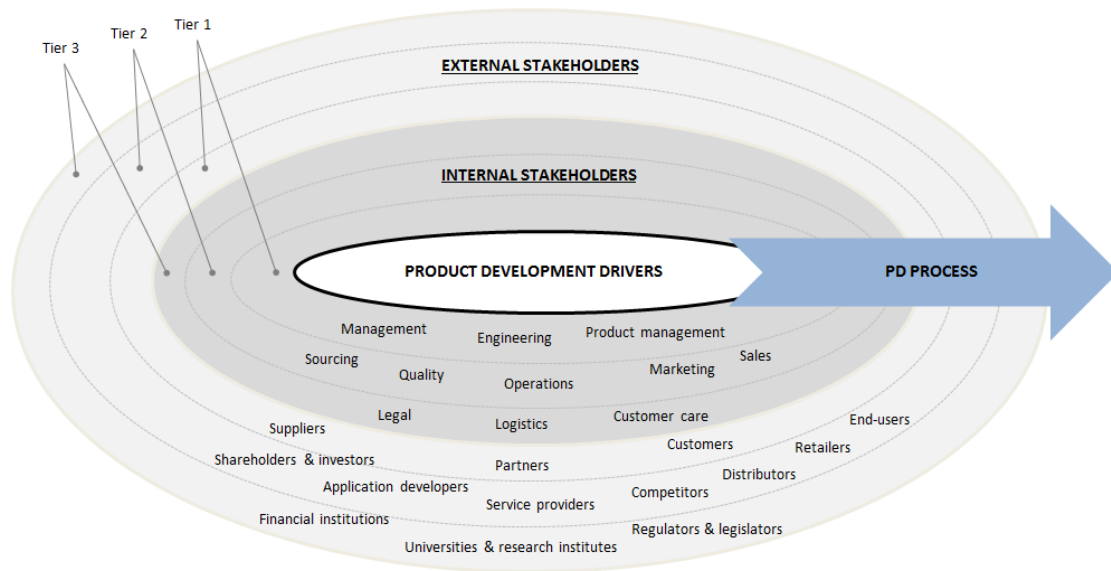 Tier 1
Tier 2
Tier 3
EXTERNAL STAKEHOLDERS
INTERNAL STAKEHOLDERS
PRODUCT DEVELOPMENT DRIVERS
PD PROCESS
Management
Engineering
Product management
Sourcing
Quality
Operations
Marketing
Sales
Legal
Logistics
Customer care
Suppliers
Partners
Customers
Retailers
End-users
Shareholders & investors
Application developers
Service providers
Competitors
Distributors
Financial institutions
Universities & research institutes
Regulators & legislators